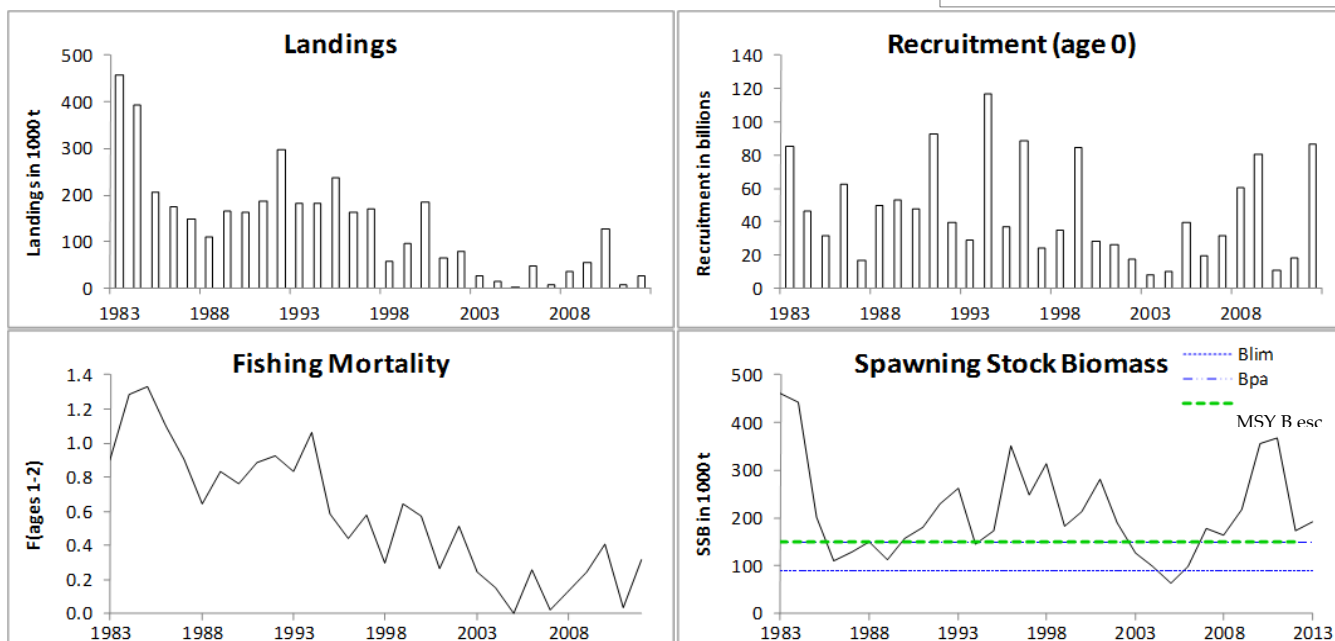 Landings
500
400
300
200
100
0
Landings in 1000 t
1983 1988 1993 1998 2003 2008
Recruitment (age 0)
140
120
100
80
60
40
20
0
Recruitment in billions
1983 1988 1993 1998 2003 2008
Fishing Mortality
1.4
1.2
1.0
0.8
0.6
0.4
0.2
0.0
F(ages 1-2)
1983 1988 1993 1998 2003 2008
Spawning Stock Biomass
Blim
Bpa
MSY B esc
500
400
300
200
100
0
SSB in 1000 t
1983 1988 1993 1998 2003 2008 2013